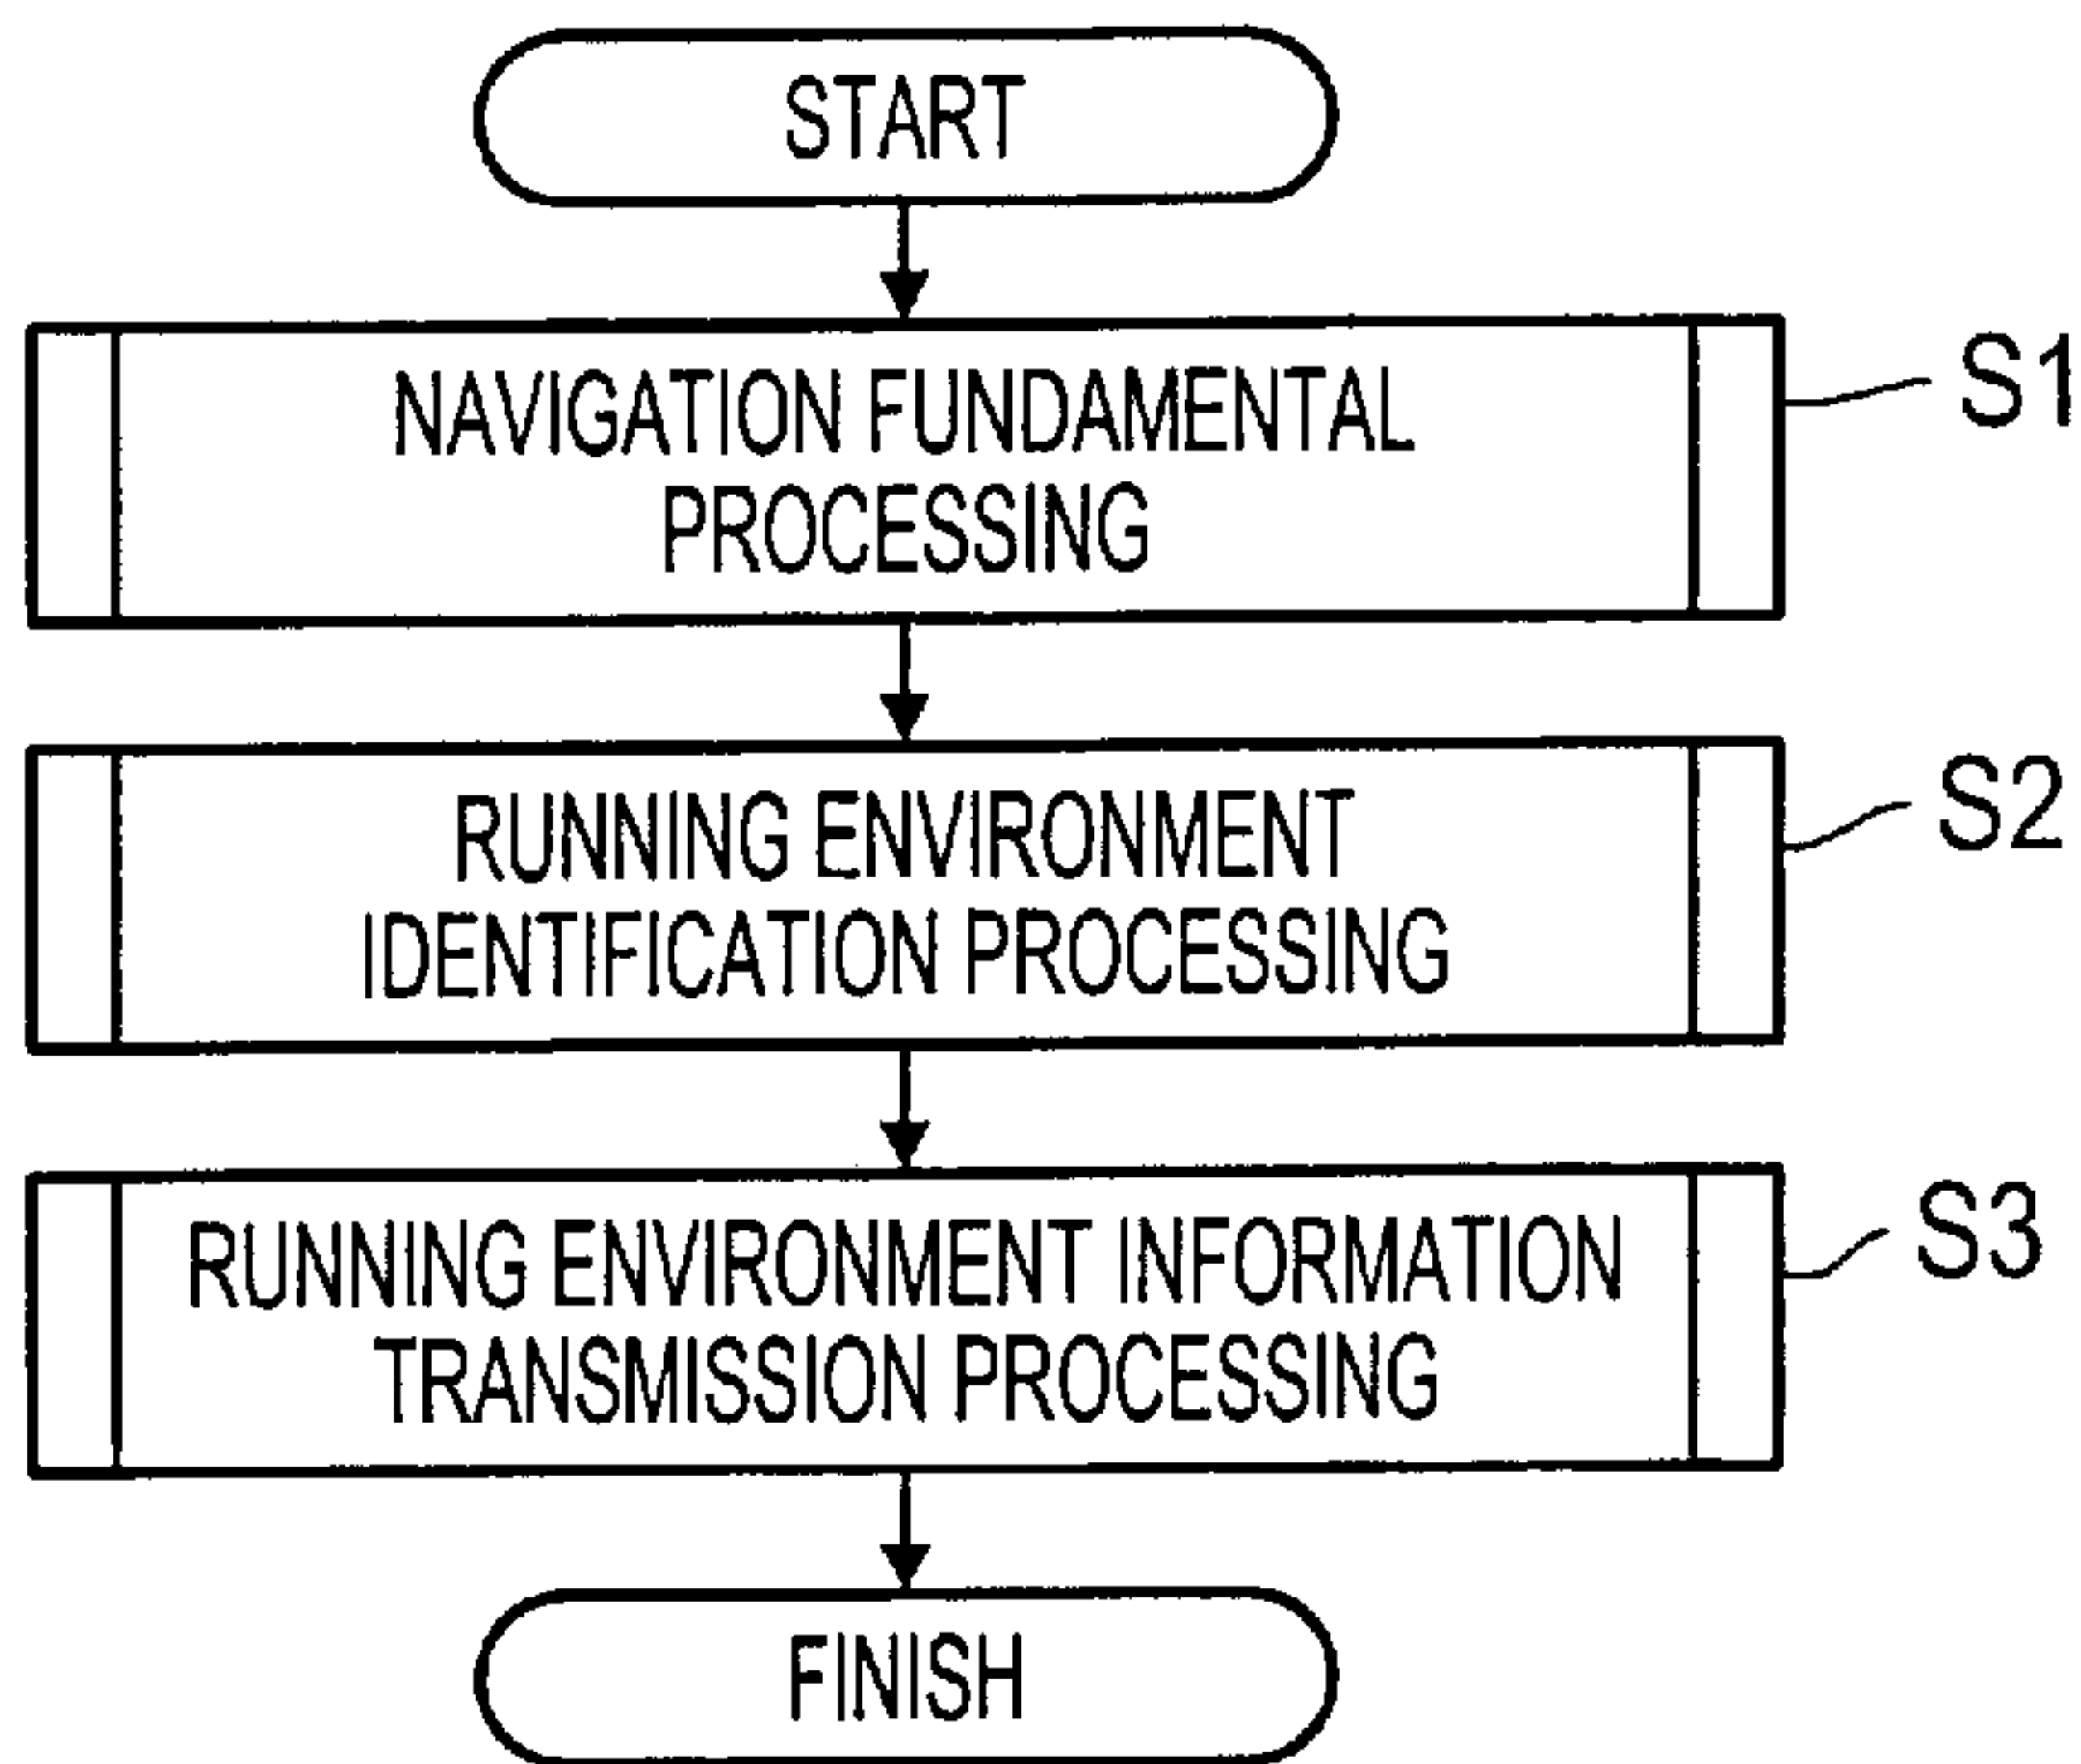 START
NAVIGATION FUNDAMENTAL
PROCESSING
S1
RUNNING ENVIRONMENT
IDENTIFICATION PROCESSING
S2
RUNNING ENVIRONMENT INFORMATION
TRANSMISSION PROCESSING
S3
FINISH